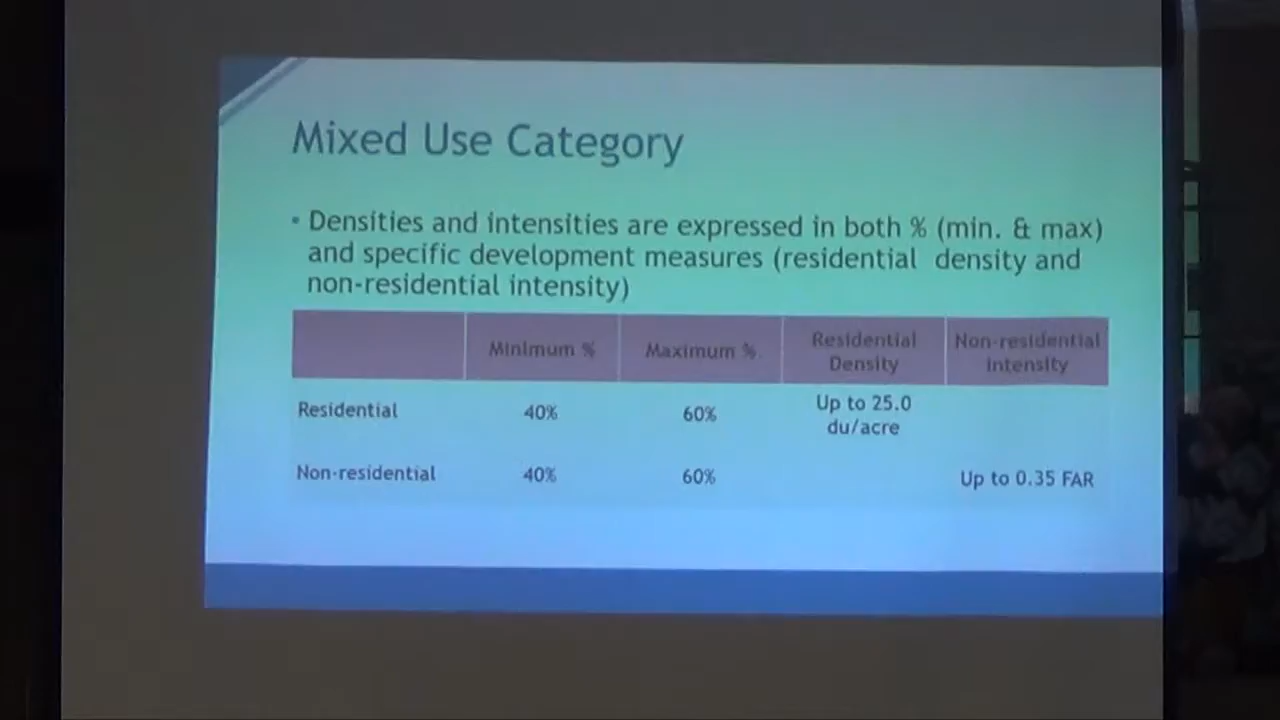 Mixed Use Category
• Densities and intensities are expressed in both % (min. & max)
and specific development measures (residential density and
non-residential intensity)
Minimum % Maximum % Residential Density Non-residential Intensity
Residential 40% 60% Up to 25.0 du/acre
Non-residential 40% 60% Up to 0.35 FAR